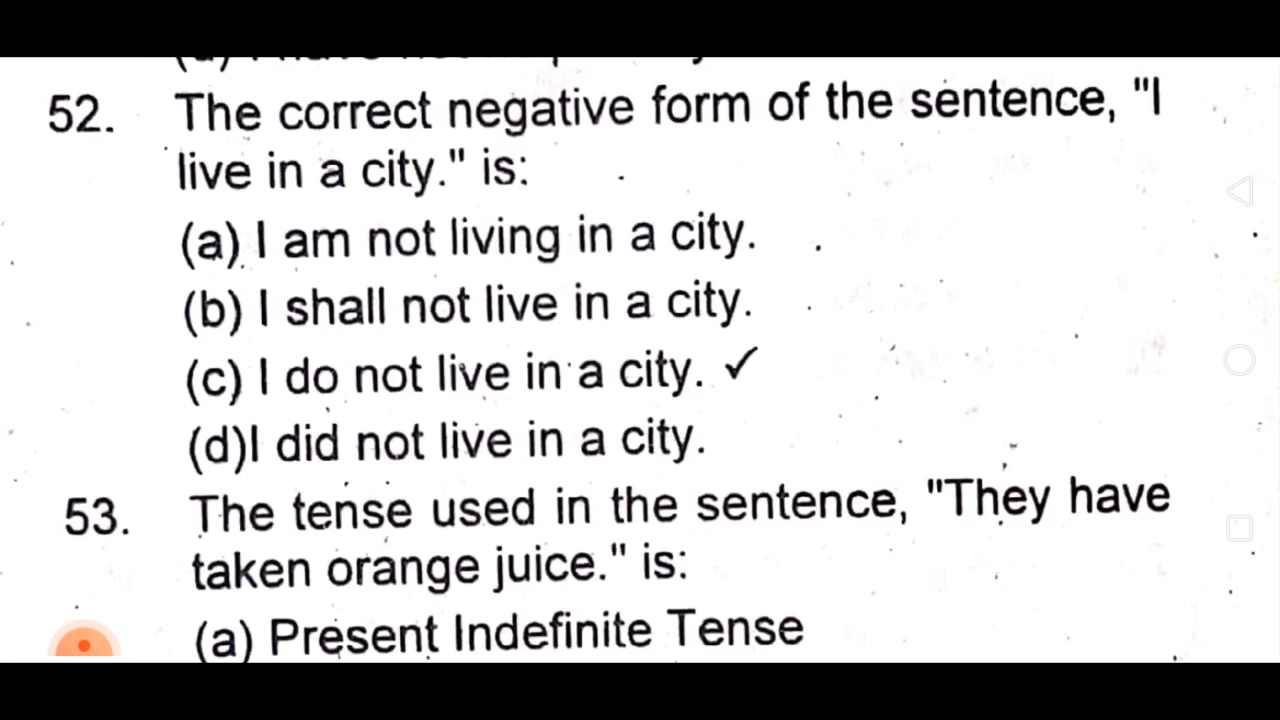 52. The correct negative form of the sentence, "I
live in a city." is:
(a) I am not living in a city.
(b) I shall not live in a city.
(c) I do not live in a city. ✓
(d)I did not live in a city.
53. The tense used in the sentence, "They have
taken orange juice." is:
(a) Present Indefinite Tense